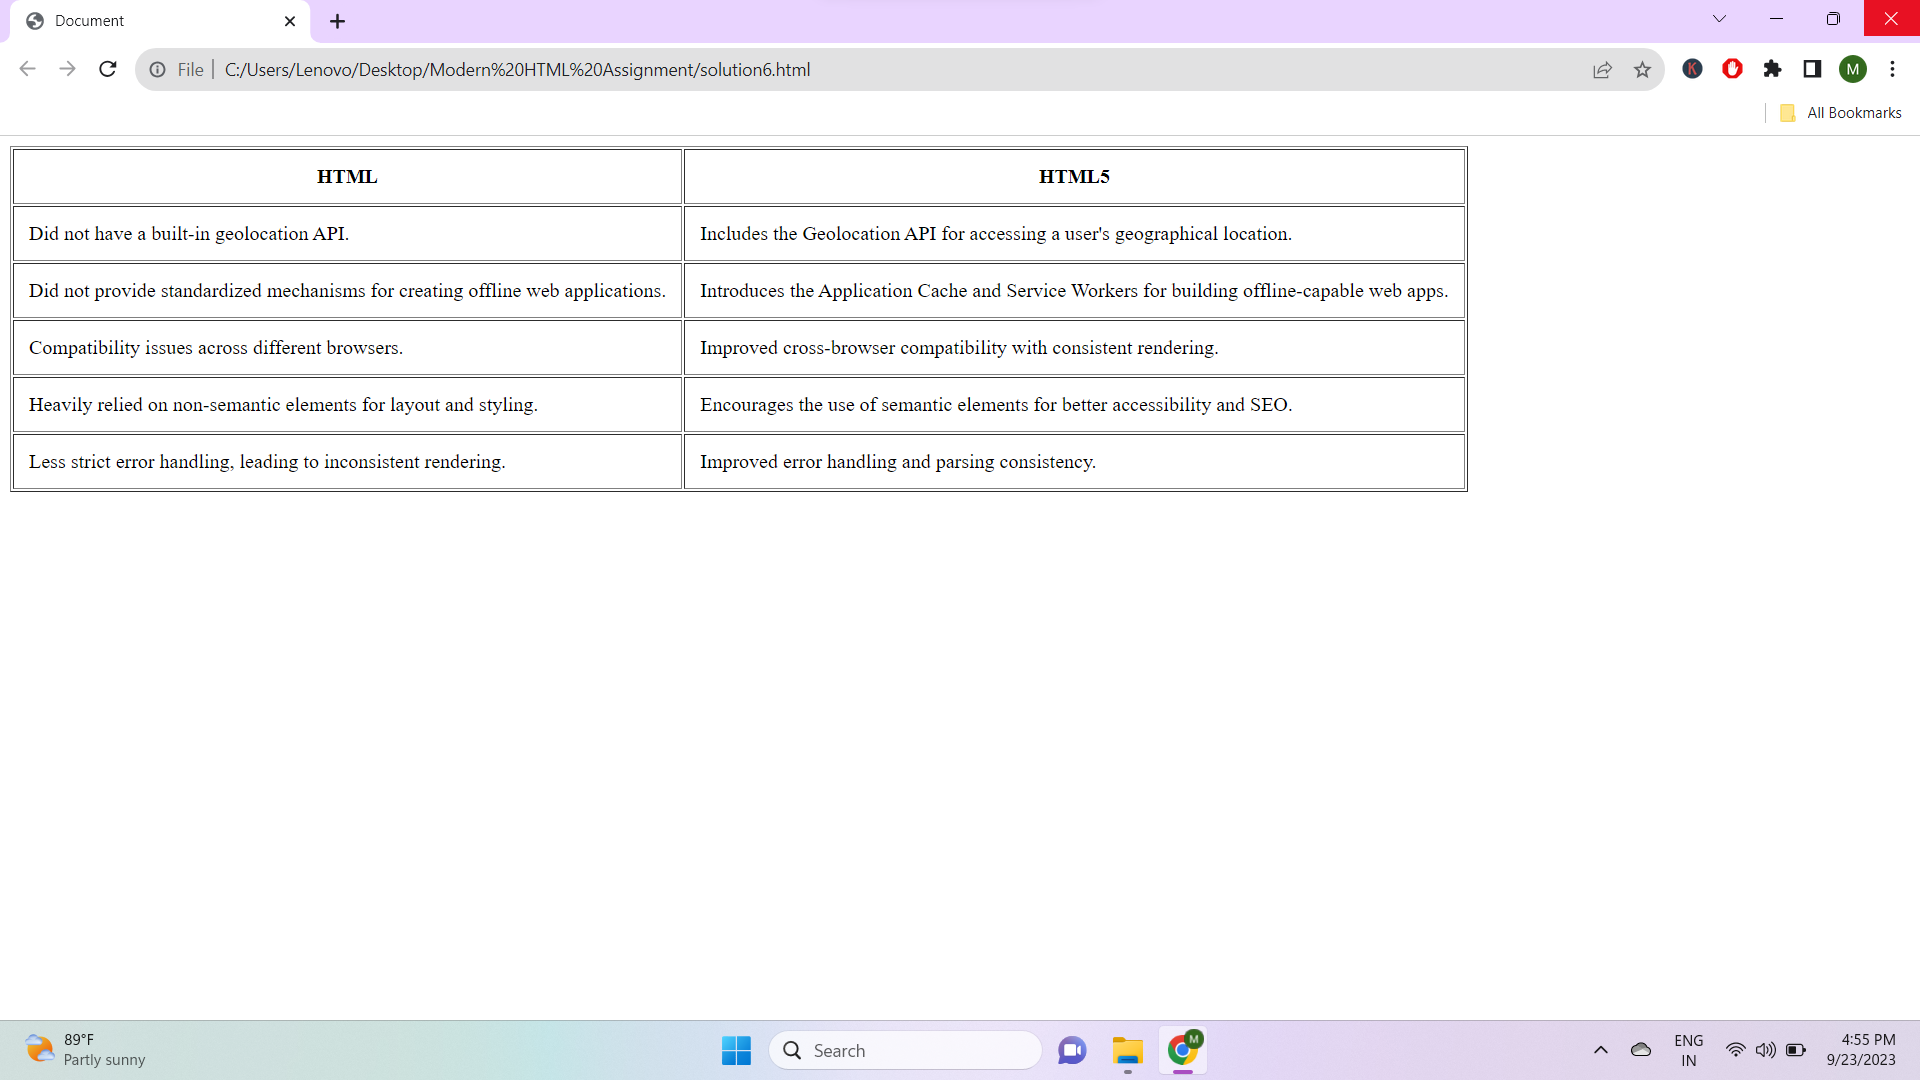 Document
File
C:/Users/Lenovo/Desktop/Modern%20HTML%20Assignment/solution6.html
K
M
All Bookmarks
HTML HTML5
Did not have a built-in geolocation API. Includes the Geolocation API for accessing a user's geographical location.
Did not provide standardized mechanisms for creating offline web applications. Introduces the Application Cache and Service Workers for building offline-capable web apps.
Compatibility issues across different browsers. Improved cross-browser compatibility with consistent rendering.
Heavily relied on non-semantic elements for layout and styling. Encourages the use of semantic elements for better accessibility and SEO.
Less strict error handling, leading to inconsistent rendering. Improved error handling and parsing consistency.
89°F
Partly sunny
Search
M
ENG
IN
4:55 PM
9/23/2023